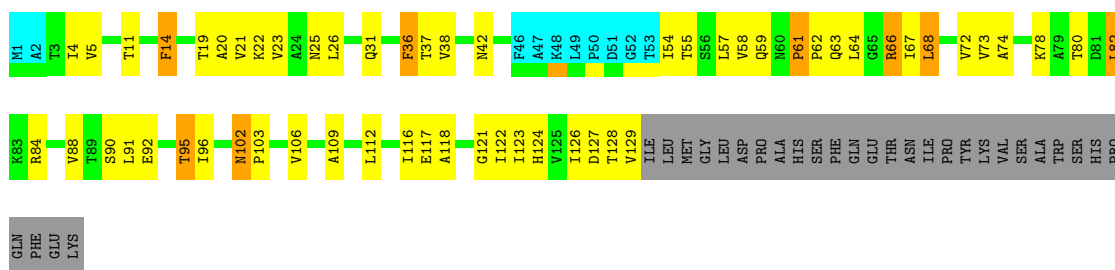 M1 A2 T3 I4 V5 T11 F14 T19 A20 V21 K22 V23 A24 N25 L26 Q31 F36 T37 V38 N42 F46 A47 K48 L49 P50 D51 G52 T53 I54 T55 S56 L57 V58 Q59 N60 P61 P62 Q63 L64 G65 R66 I67 L68 V72 V73 A74 K78 A79 T80 D81 L82
K83 R84 V88 T89 S90 L91 E92 T95 I96 N102 P103 V106 A109 L112 I116 E117 A118 G121 I122 I123 H124 V125 I126 D127 T128 V129 ILE LEU MET GLY LEU ASP PRO ALA HIS SER PHE GLN GLU THR ASN ILE PRO TYR LYS VAL SER ALA TRP SER HIS PRO
GLN PHE GLU LYS